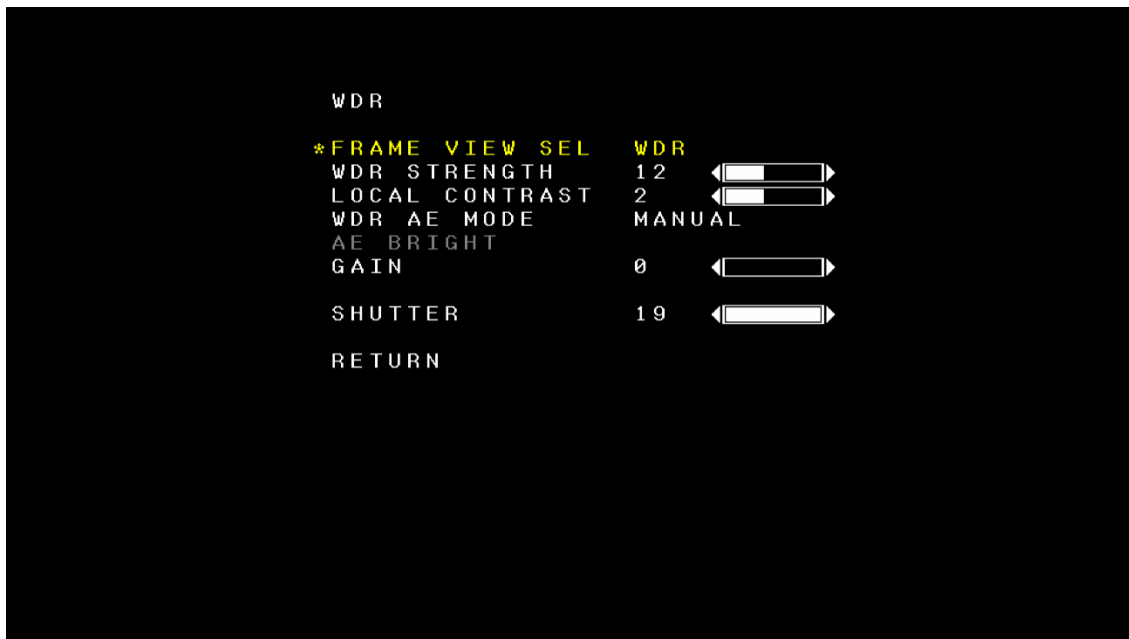 WDR
*FRAME VIEW SEL WDR
WDR STRENGTH 12
LOCAL CONTRAST 2
WDR AE MODE MANUAL
AE BRIGHT
GAIN 0
SHUTTER 19
RETURN